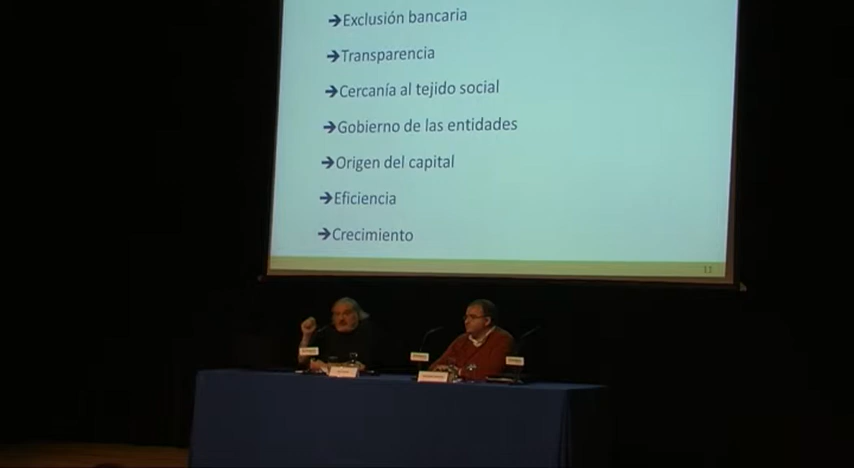 ➔Exclusión bancaria
➔Transparencia
➔Cercanía al tejido social
➔Gobierno de las entidades
➔Origen del capital
➔Eficiencia
➔Crecimiento